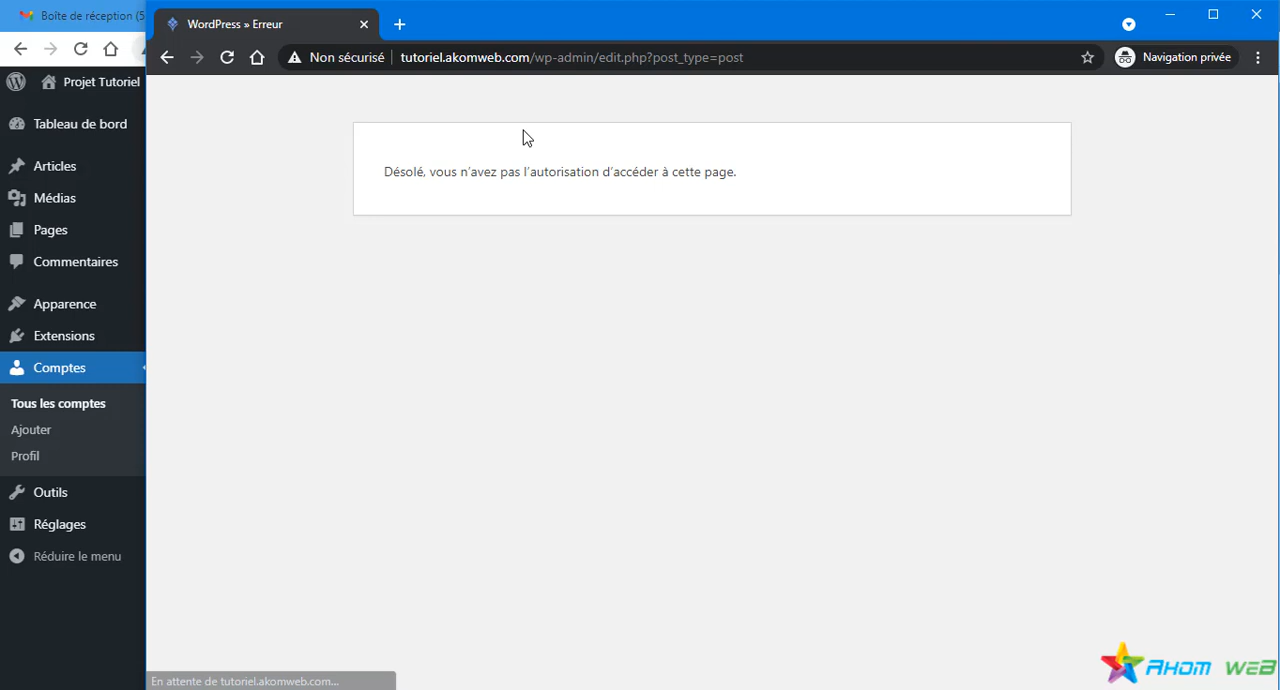 Boîte de réception (5
WordPress » Erreur
Non sécurisé
tutoriel.akomweb.com/wp-admin/edit.php?post_type=post
Navigation privée
Projet Tutoriel
Tableau de bord
Articles
Médias
Pages
Commentaires
Apparence
Extensions
Comptes
Tous les comptes
Ajouter
Profil
Outils
Réglages
Réduire le menu
Désolé, vous n’avez pas l’autorisation d’accéder à cette page.
En attente de tutoriel.akomweb.com...
AKOM WEB